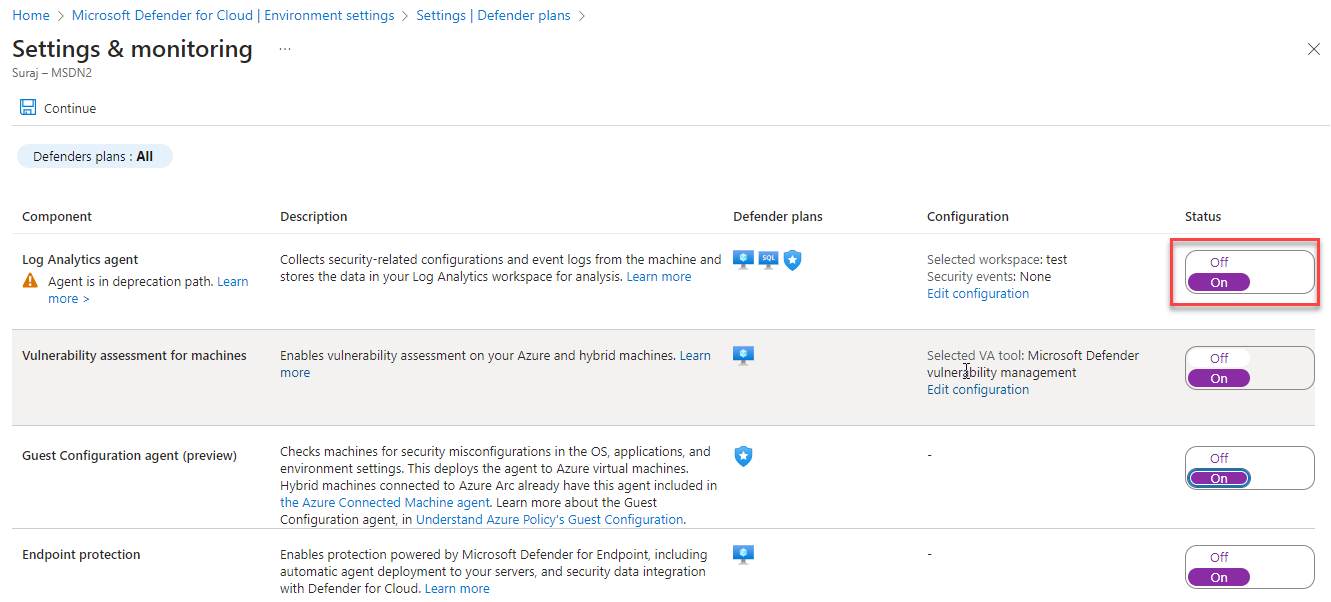 Home > Microsoft Defender for Cloud | Environment settings > Settings | Defender plans >
Settings & monitoring ...
Suraj – MSDN2
Continue
Defenders plans : All
Component Description Defender plans Configuration Status
Log Analytics agent
Agent is in deprecation path. Learn
more >
Collects security-related configurations and event logs from the machine and
stores the data in your Log Analytics workspace for analysis. Learn more
SQL
Selected workspace: test
Security events: None
Edit configuration
Off
On
Vulnerability assessment for machines
Enables vulnerability assessment on your Azure and hybrid machines. Learn
more
Selected VA tool: Microsoft Defender
vulnerability management
Edit configuration
Off
On
Guest Configuration agent (preview)
Checks machines for security misconfigurations in the OS, applications, and
environment settings. This deploys the agent to Azure virtual machines.
Hybrid machines connected to Azure Arc already have this agent included in
the Azure Connected Machine agent. Learn more about the Guest
Configuration agent, in Understand Azure Policy's Guest Configuration.
-
Off
On
Endpoint protection
Enables protection powered by Microsoft Defender for Endpoint, including
automatic agent deployment to your servers, and security data integration
with Defender for Cloud. Learn more
-
Off
On